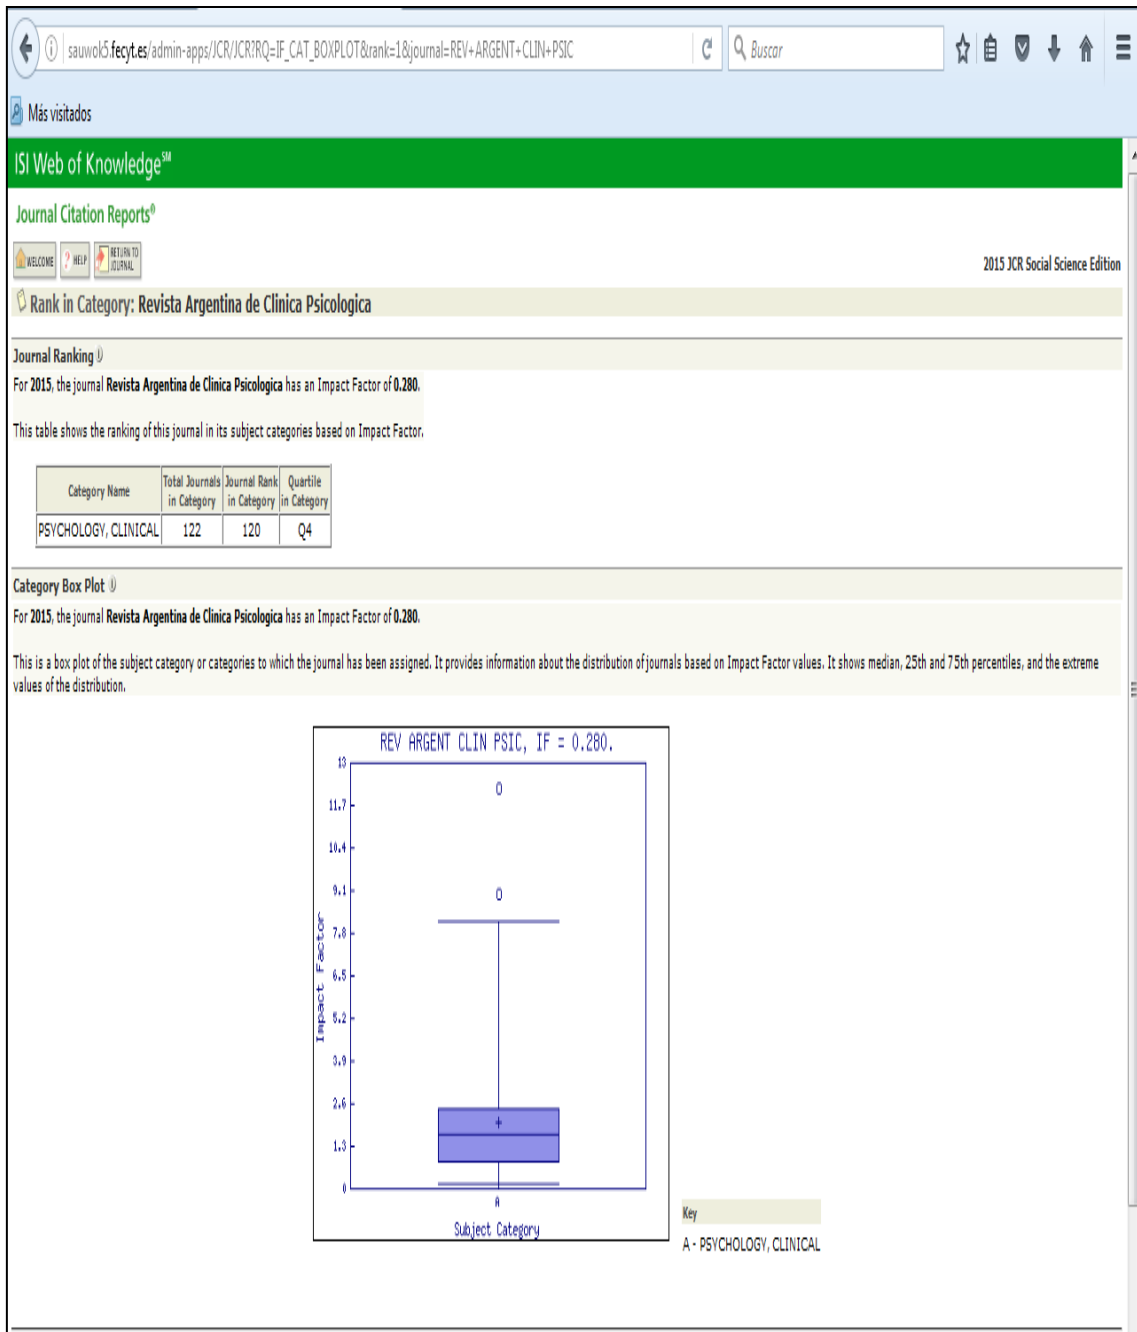 sauwok5.fecyt.es/admin-apps/JCR/JCR?RQ=IF_CAT_BOXPLOT&rank=1&journal=REV+ARGENT+CLIN+PSIC
Buscar
Más visitados
ISI Web of Knowledge℠
Journal Citation Reports®
WELCOME ? HELP RETURN TO JOURNAL
2015 JCR Social Science Edition
Rank in Category: Revista Argentina de Clinica Psicologica
Journal Ranking
For 2015, the journal Revista Argentina de Clinica Psicologica has an Impact Factor of 0.280.
This table shows the ranking of this journal in its subject categories based on Impact Factor.
Category Name Total Journals in Category Journal Rank in Category Quartile in Category
PSYCHOLOGY, CLINICAL 122 120 Q4
Category Box Plot
For 2015, the journal Revista Argentina de Clinica Psicologica has an Impact Factor of 0.280.
This is a box plot of the subject category or categories to which the journal has been assigned. It provides information about the distribution of journals based on Impact Factor values. It shows median, 25th and 75th percentiles, and the extreme
values of the distribution.
REV ARGENT CLIN PSIC, IF = 0.280.
13
11.7
10.4
9.1
7.8
6.5
5.2
3.9
2.6
1.3
0
Impact Factor
A
Subject Category
Key
A - PSYCHOLOGY, CLINICAL